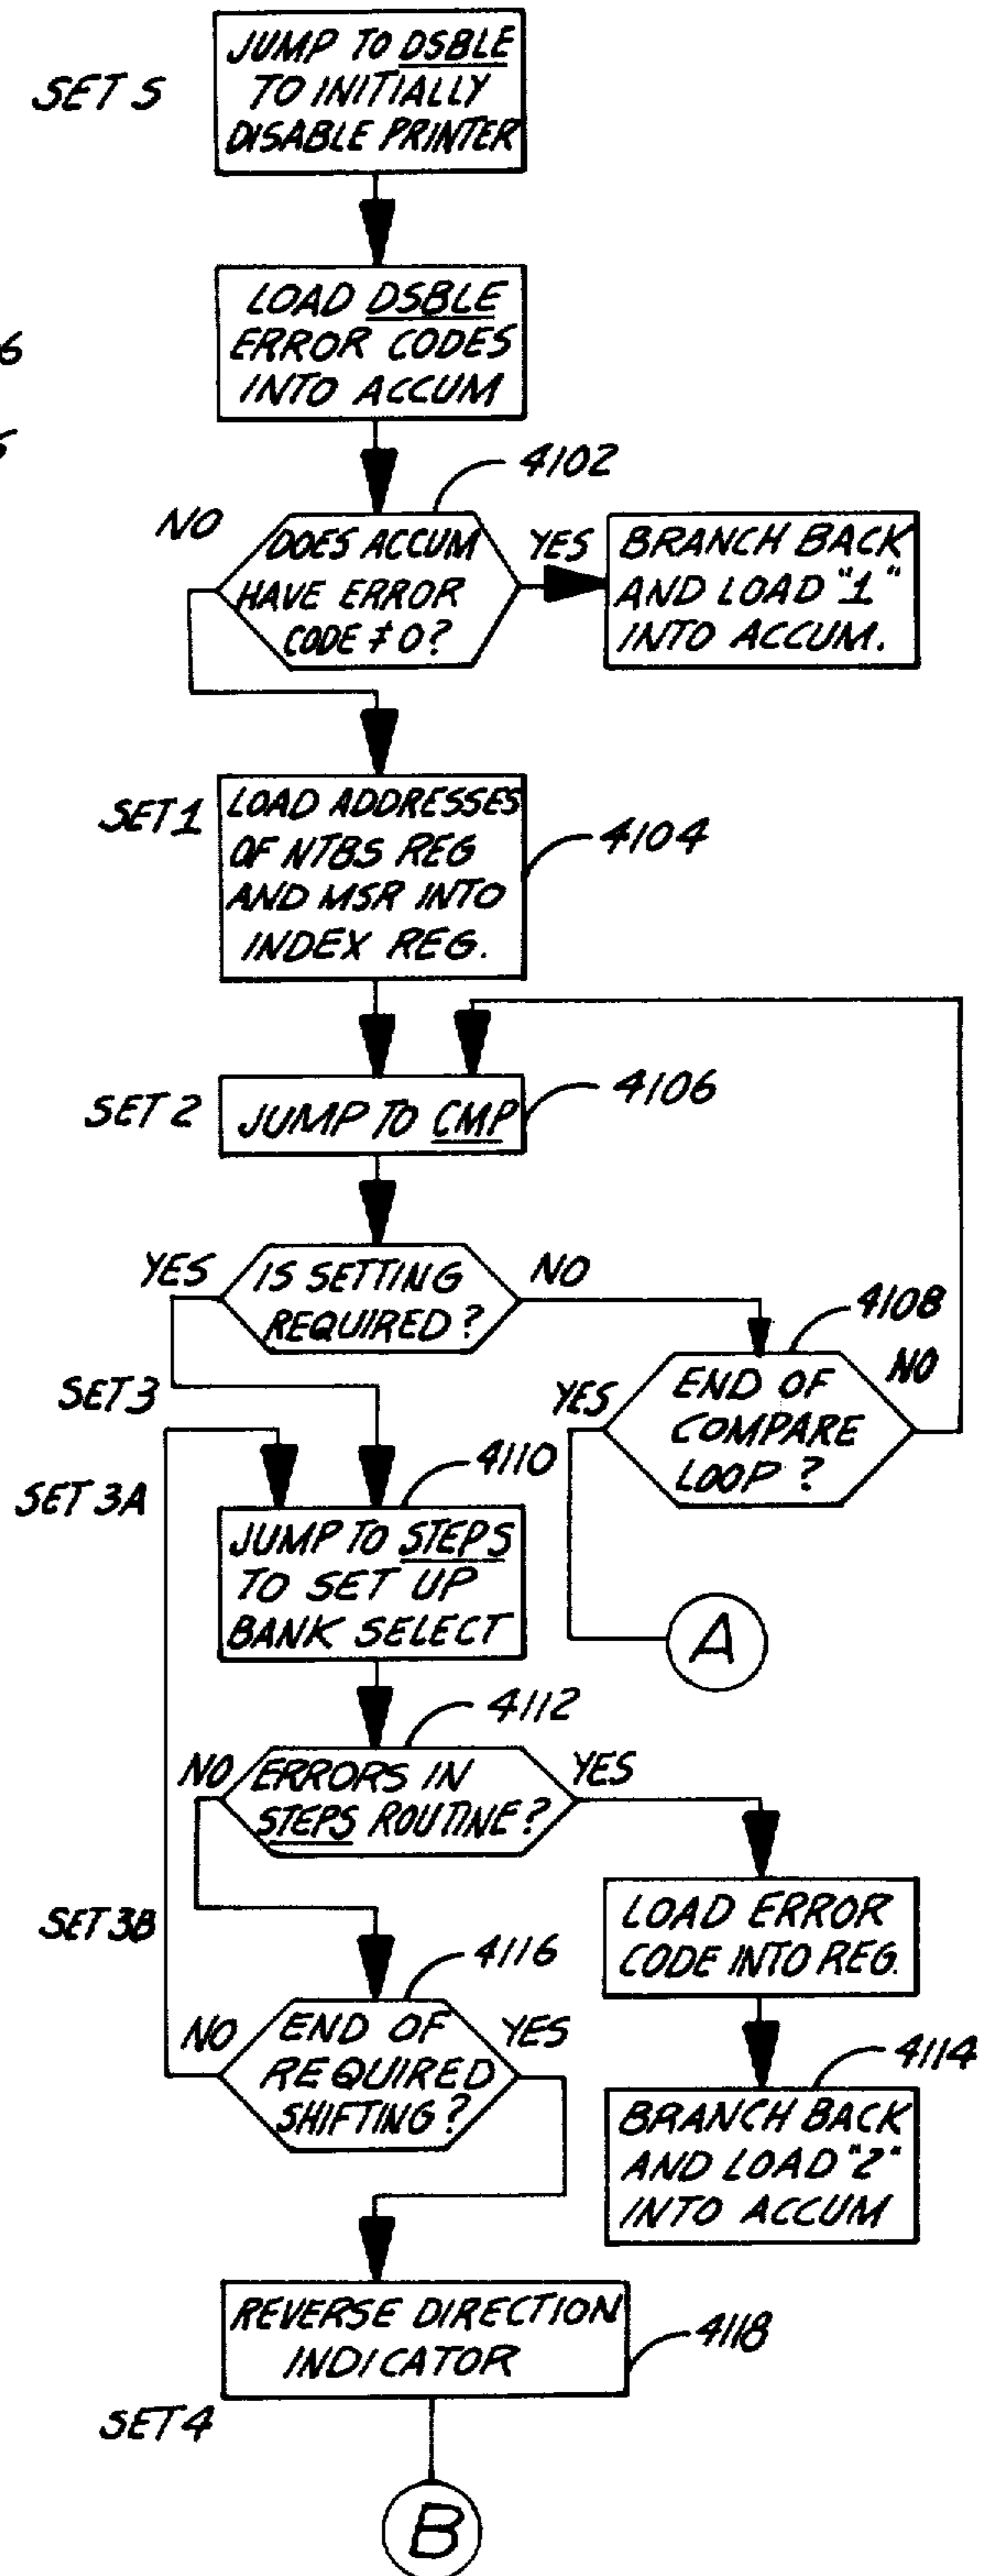 SET S
JUMP TO DSBLE
TO INITIALLY
DISABLE PRINTER
LOAD DSBLE
ERROR CODES
INTO ACCUM
6
4102
NO
DOES ACCUM
HAVE ERROR
CODE ≠ 0?
YES
BRANCH BACK
AND LOAD "1"
INTO ACCUM.
SET 1
LOAD ADDRESSES
OF NTBS REG
AND MSR INTO
INDEX REG.
4104
SET 2
JUMP TO CMP
4106
YES
IS SETTING
REQUIRED?
NO
4108
YES
END OF
COMPARE
LOOP?
NO
SET 3
SET 3A
4110
JUMP TO STEPS
TO SET UP
BANK SELECT
A
4112
NO
ERRORS IN
STEPS ROUTINE?
YES
LOAD ERROR
CODE INTO REG.
SET 3B
4116
NO
END OF
REQUIRED
SHIFTING?
YES
4114
BRANCH BACK
AND LOAD "2"
INTO ACCUM
REVERSE DIRECTION
INDICATOR
4118
SET 4
B